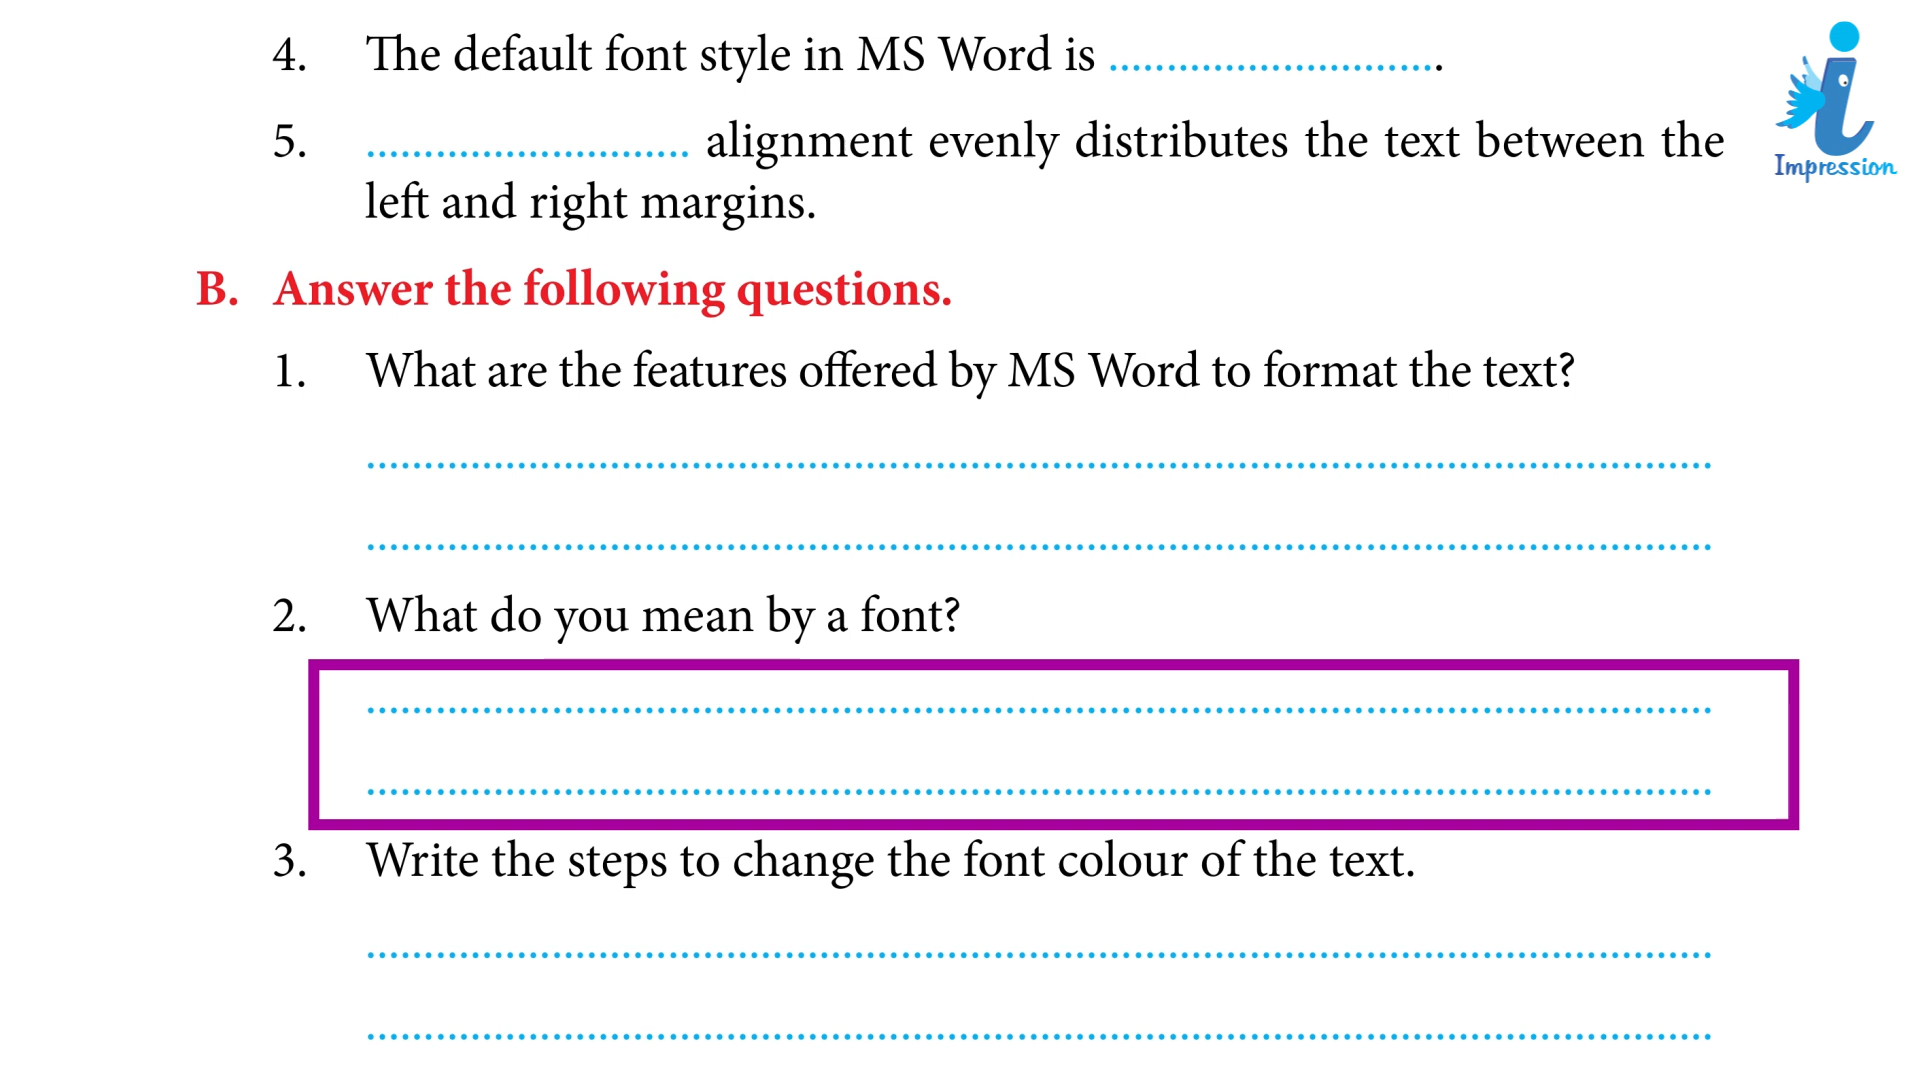 4. The default font style in MS Word is ............................
5. ............................ alignment evenly distributes the text between the
left and right margins.
Impression
B. Answer the following questions.
1. What are the features offered by MS Word to format the text?
2. What do you mean by a font?
3. Write the steps to change the font colour of the text.